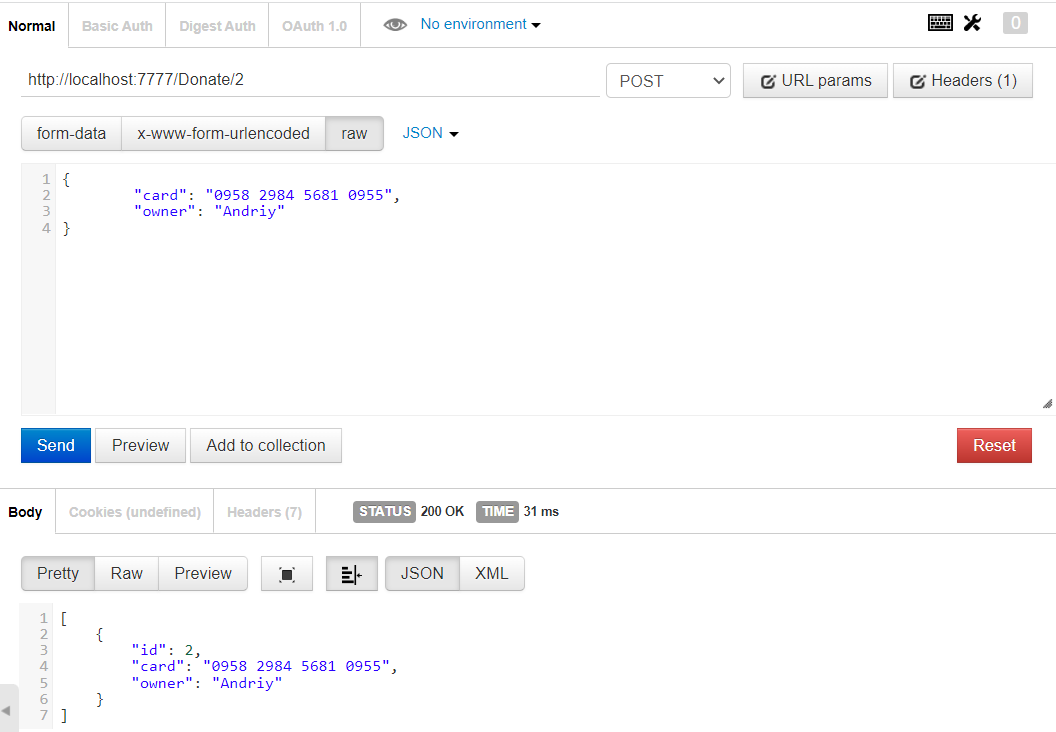 Normal Basic Auth Digest Auth OAuth 1.0 No environment 0
http://localhost:7777/Donate/2 POST URL params Headers (1)
form-data x-www-form-urlencoded raw JSON
1 {
2 "card": "0958 2984 5681 0955",
3 "owner": "Andriy"
4 }
Send Preview Add to collection Reset
Body Cookies (undefined) Headers (7) STATUS 200 OK TIME 31 ms
Pretty Raw Preview JSON XML
1 [
2 {
3 "id": 2,
4 "card": "0958 2984 5681 0955",
5 "owner": "Andriy"
6 }
7 ]